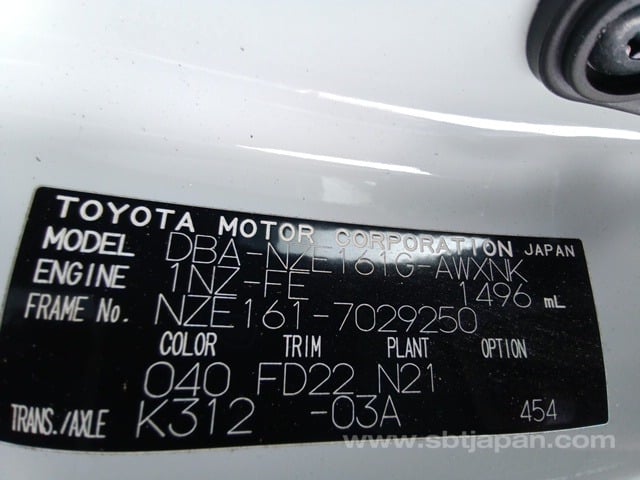 TOYOTA MOTOR CORPORATION JAPAN
MODEL DBA-NZE161G-AWXNK
ENGINE 1NZ-FE 1496 mL
FRAME No. NZE161-7029250
COLOR TRIM PLANT OPTION
040 FD22 N21
TRANS./AXLE K312 -03A 454
www.sbtjapan.com